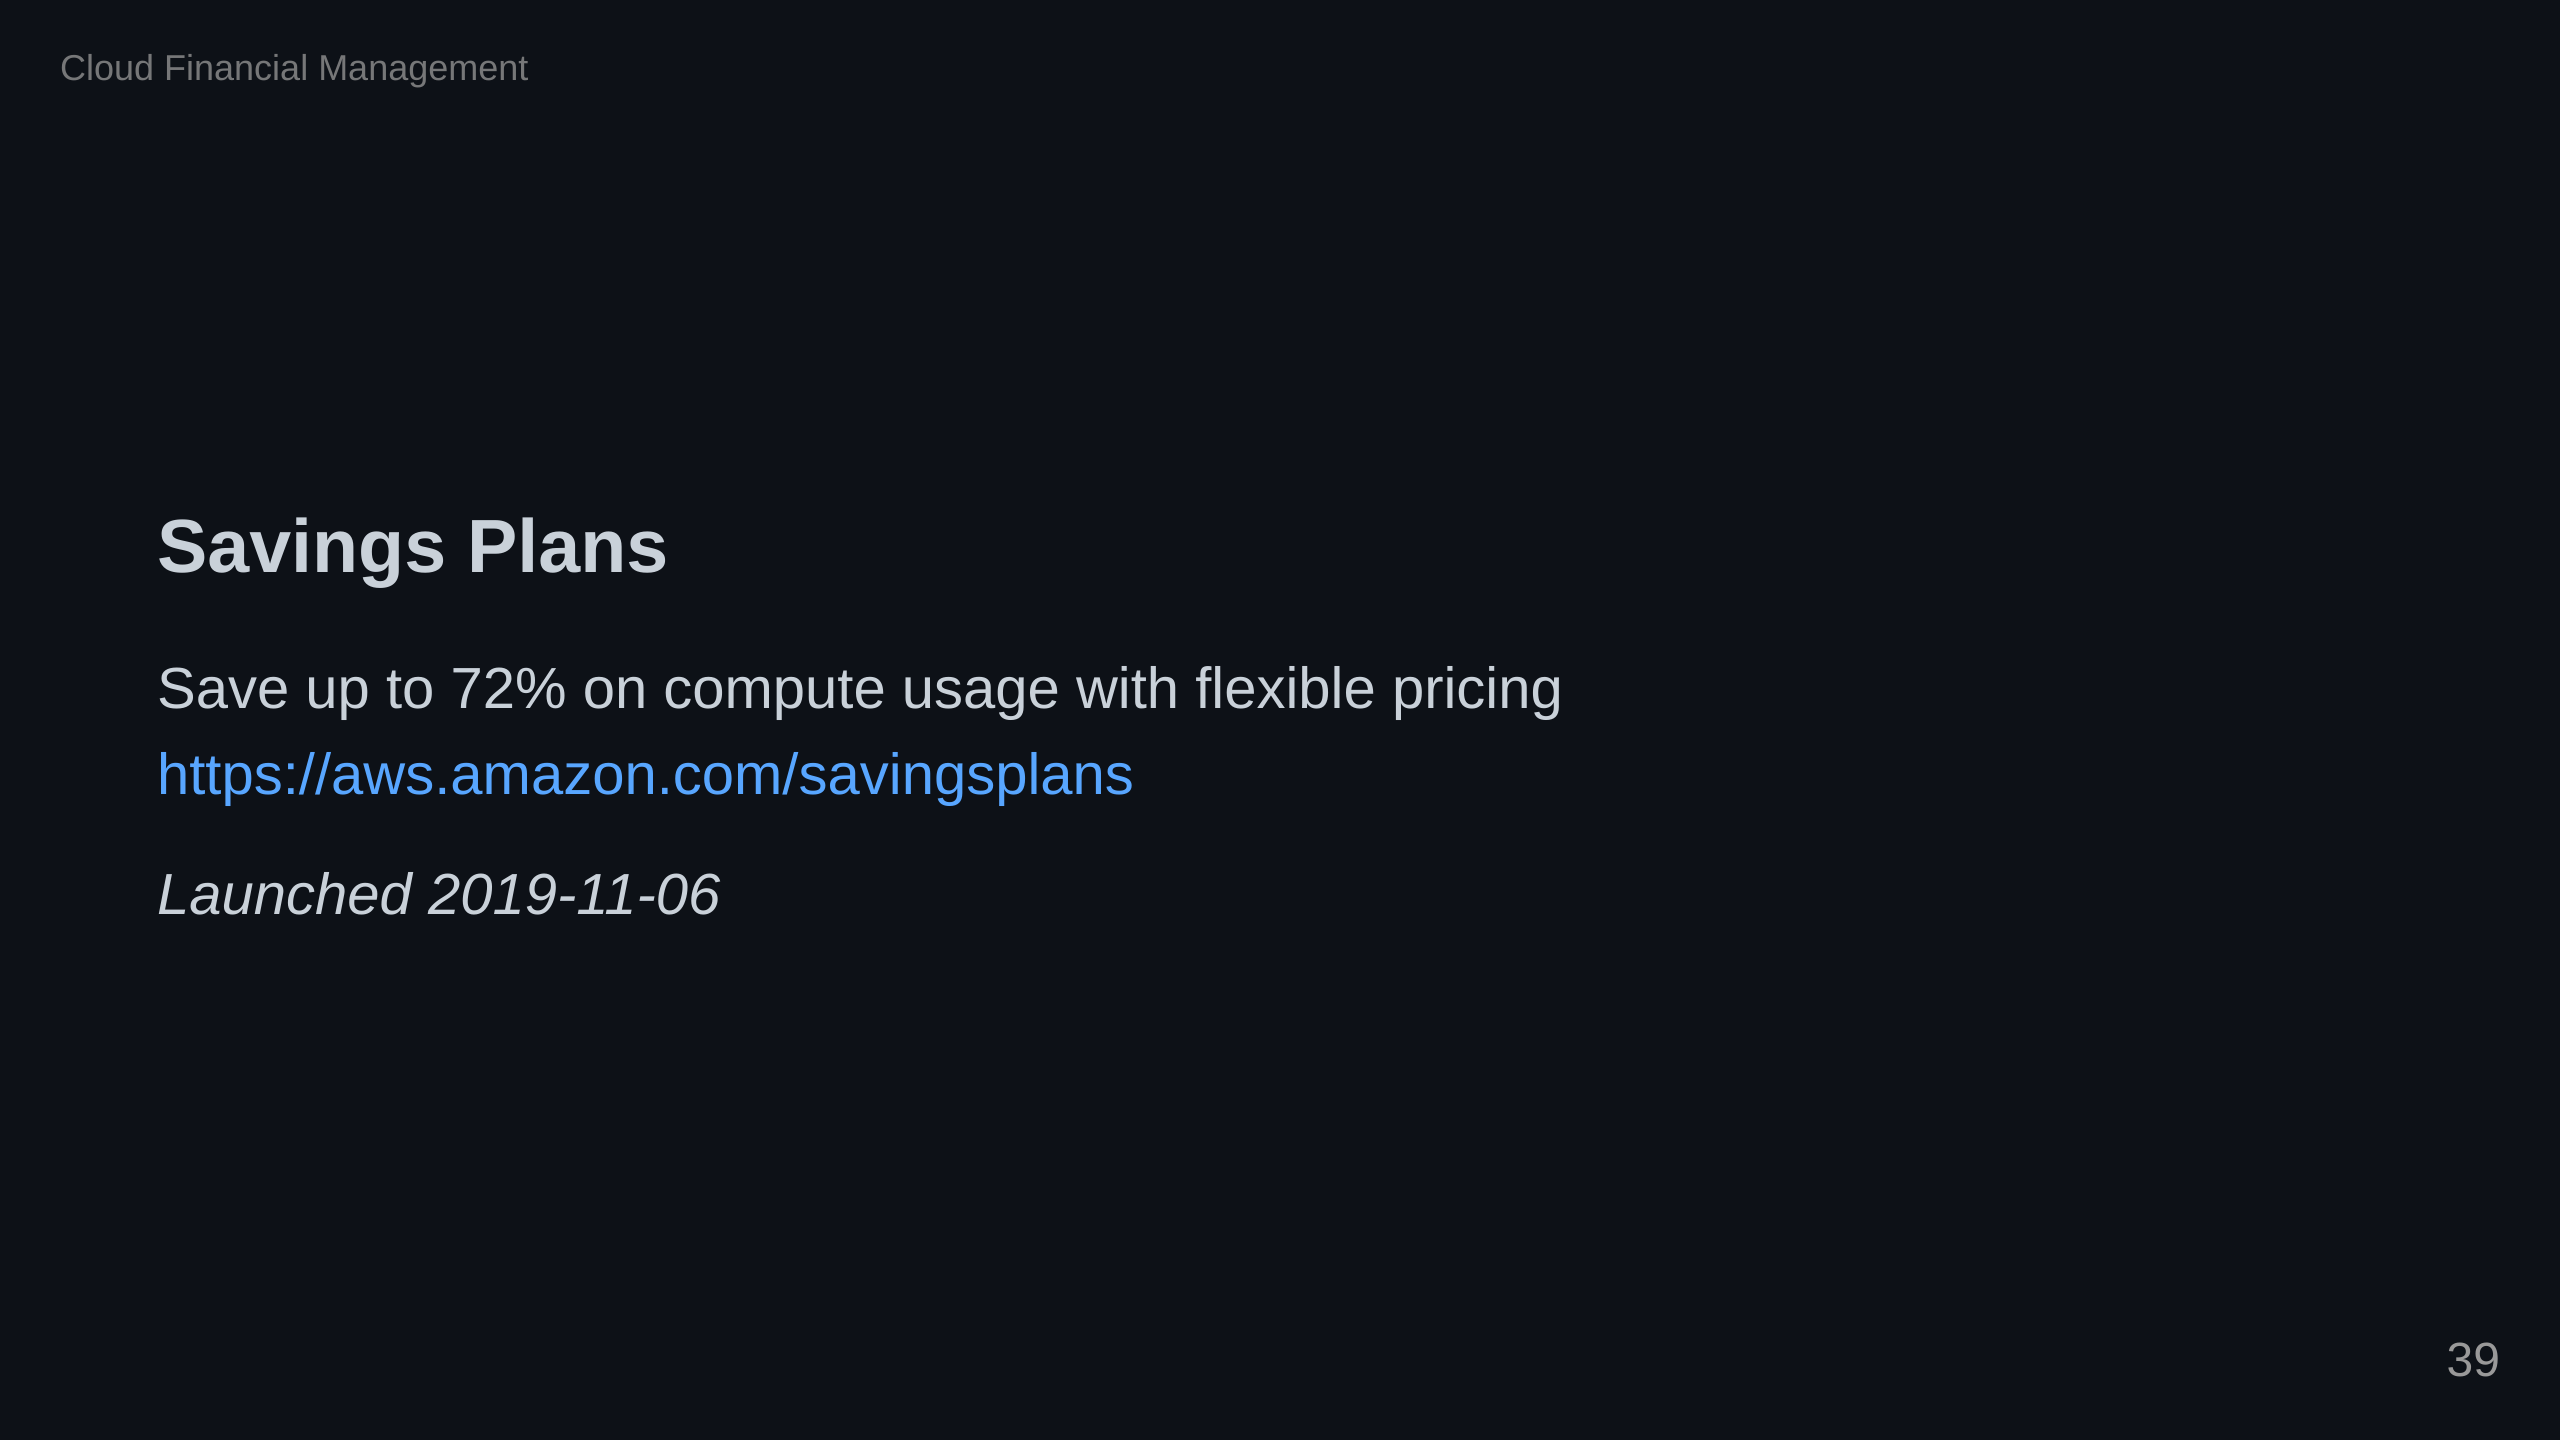 Cloud Financial Management
Savings Plans
Save up to 72% on compute usage with flexible pricing
https://aws.amazon.com/savingsplans
Launched 2019-11-06
39